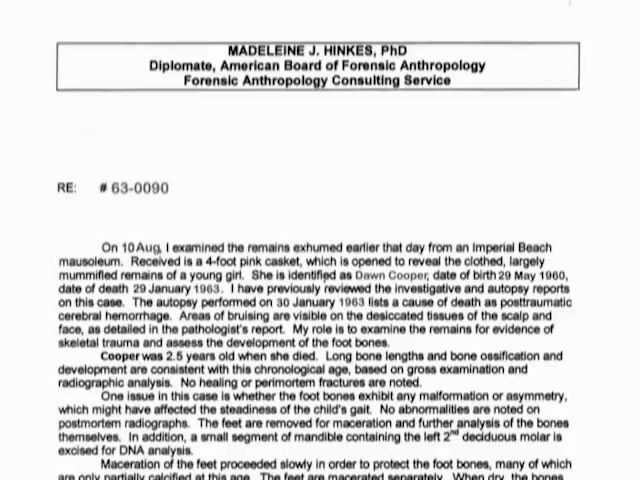 MADELEINE J. HINKES, PhD
Diplomate, American Board of Forensic Anthropology
Forensic Anthropology Consulting Service
RE: # 63-0090
On 10 Aug, I examined the remains exhumed earlier that day from an Imperial Beach
mausoleum. Received is a 4-foot pink casket, which is opened to reveal the clothed, largely
mummified remains of a young girl. She is identified as Dawn Cooper, date of birth 29 May 1960,
date of death 29 January 1963. I have previously reviewed the investigative and autopsy reports
on this case. The autopsy performed on 30 January 1963 lists a cause of death as posttraumatic
cerebral hemorrhage. Areas of bruising are visible on the desiccated tissues of the scalp and
face, as detailed in the pathologist's report. My role is to examine the remains for evidence of
skeletal trauma and assess the development of the foot bones.
Cooper was 2.5 years old when she died. Long bone lengths and bone ossification and
development are consistent with this chronological age, based on gross examination and
radiographic analysis. No healing or perimortem fractures are noted.
One issue in this case is whether the foot bones exhibit any malformation or asymmetry,
which might have affected the steadiness of the child's gait. No abnormalities are noted on
postmortem radiographs. The feet are removed for maceration and further analysis of the bones
themselves. In addition, a small segment of mandible containing the left 2nd deciduous molar is
excised for DNA analysis.
Maceration of the feet proceeded slowly in order to protect the foot bones, many of which
are only partially calcified at this age. The feet are macerated separately. When dry, the bones